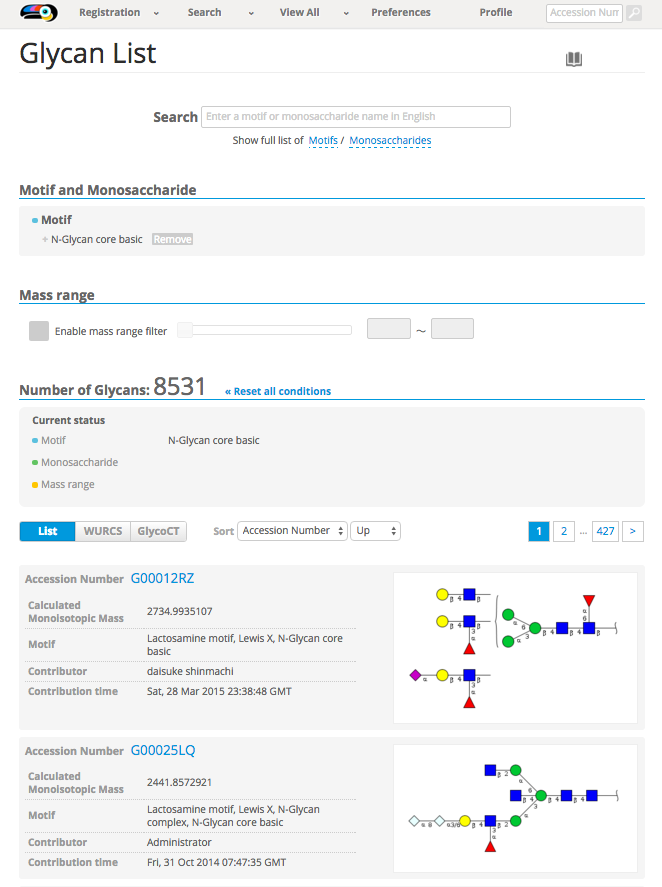 Registration Search View All Preferences Profile Accession Num
Glycan List
Search Enter a motif or monosaccharide name in English
Show full list of Motifs / Monosaccharides
Motif and Monosaccharide
Motif
+ N-Glycan core basic Remove
Mass range
Enable mass range filter ~
Number of Glycans: 8531 « Reset all conditions
Current status
Motif N-Glycan core basic
Monosaccharide
Mass range
List WURCS GlycoCT Sort Accession Number Up 1 2 ... 427 >
Accession Number G00012RZ
Calculated
Monoisotopic Mass 2734.9935107
Motif Lactosamine motif, Lewis X, N-Glycan core
basic
Contributor daisuke shinmachi
Contribution time Sat, 28 Mar 2015 23:38:48 GMT
Accession Number G00025LQ
Calculated
Monoisotopic Mass 2441.8572921
Motif Lactosamine motif, Lewis X, N-Glycan
complex, N-Glycan core basic
Contributor Administrator
Contribution time Fri, 31 Oct 2014 07:47:35 GMT